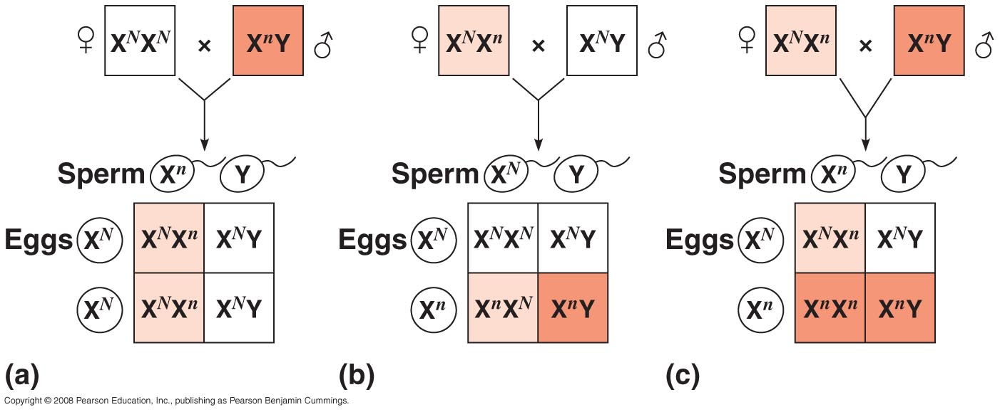 ♀ XᴺXᴺ × XⁿY ♂
♀ XᴺXⁿ × XᴺY ♂
♀ XᴺXⁿ × XⁿY ♂
Sperm Xⁿ Y
Sperm Xᴺ Y
Sperm Xⁿ Y
Eggs Xᴺ XᴺXⁿ XᴺY
Xᴺ XᴺXⁿ XᴺY
Eggs Xᴺ XᴺXᴺ XᴺY
Xⁿ XⁿXᴺ XⁿY
Eggs Xᴺ XᴺXⁿ XᴺY
Xⁿ XⁿXⁿ XⁿY
(a)
(b)
(c)
Copyright © 2008 Pearson Education, Inc., publishing as Pearson Benjamin Cummings.